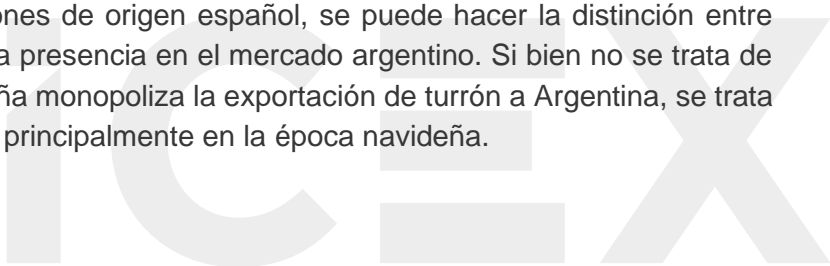 ones de origen español, se puede hacer la distinción entre
a presencia en el mercado argentino. Si bien no se trata de
ña monopoliza la exportación de turrón a Argentina, se trata
principalmente en la época navideña.
ICEX